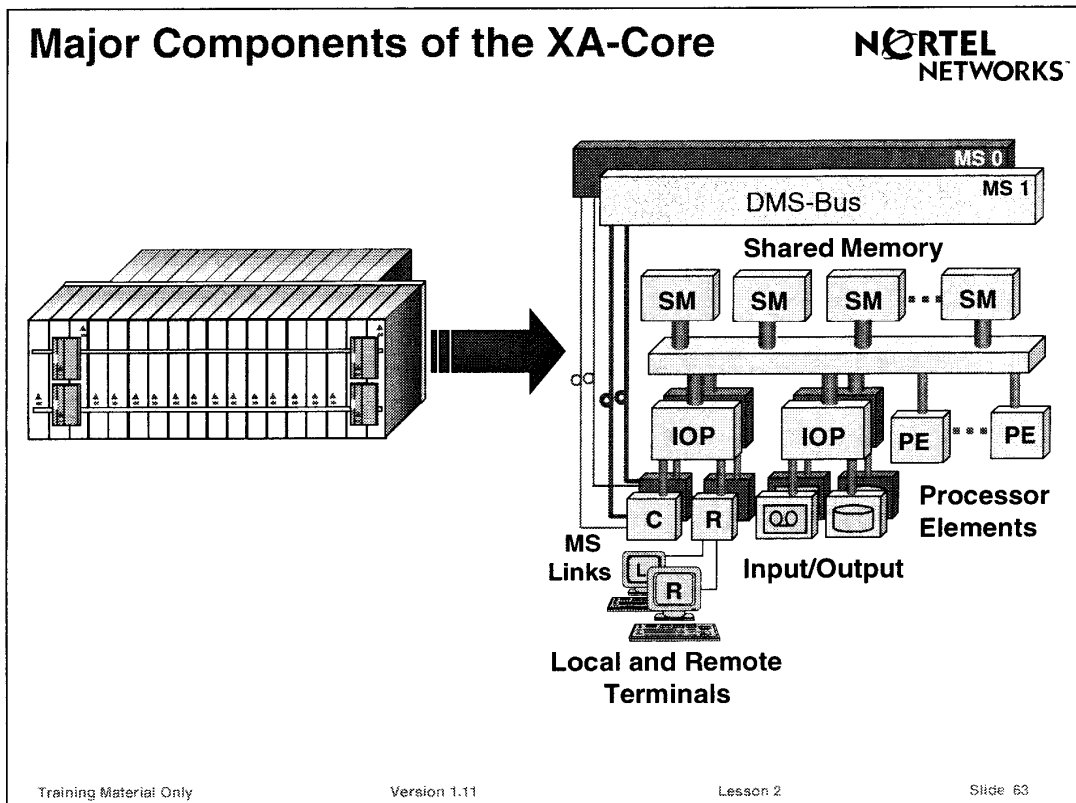 Major Components of the XA-Core
NORTEL
NETWORKS™
MS 0
MS 1
DMS-Bus
Shared Memory
SM SM SM SM
IOP IOP PE PE
C R
Processor
Elements
MS
Links
Input/Output
L
R
Local and Remote
Terminals
Training Material Only Version 1.11 Lesson 2 Slide 63